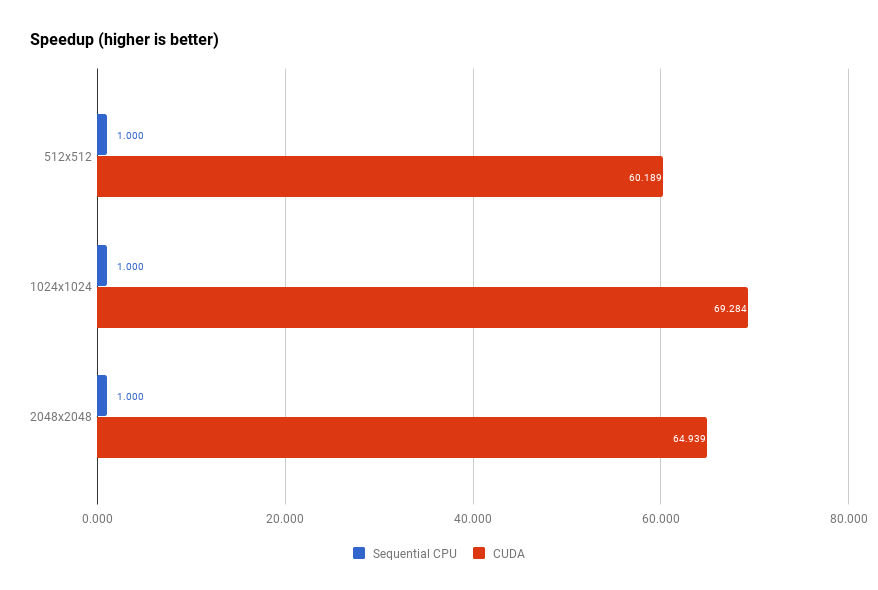 Speedup (higher is better)
1.000
512x512
60.189
1.000
1024x1024
69.284
1.000
2048x2048
64.939
0.000 20.000 40.000 60.000 80.000
Sequential CPU CUDA